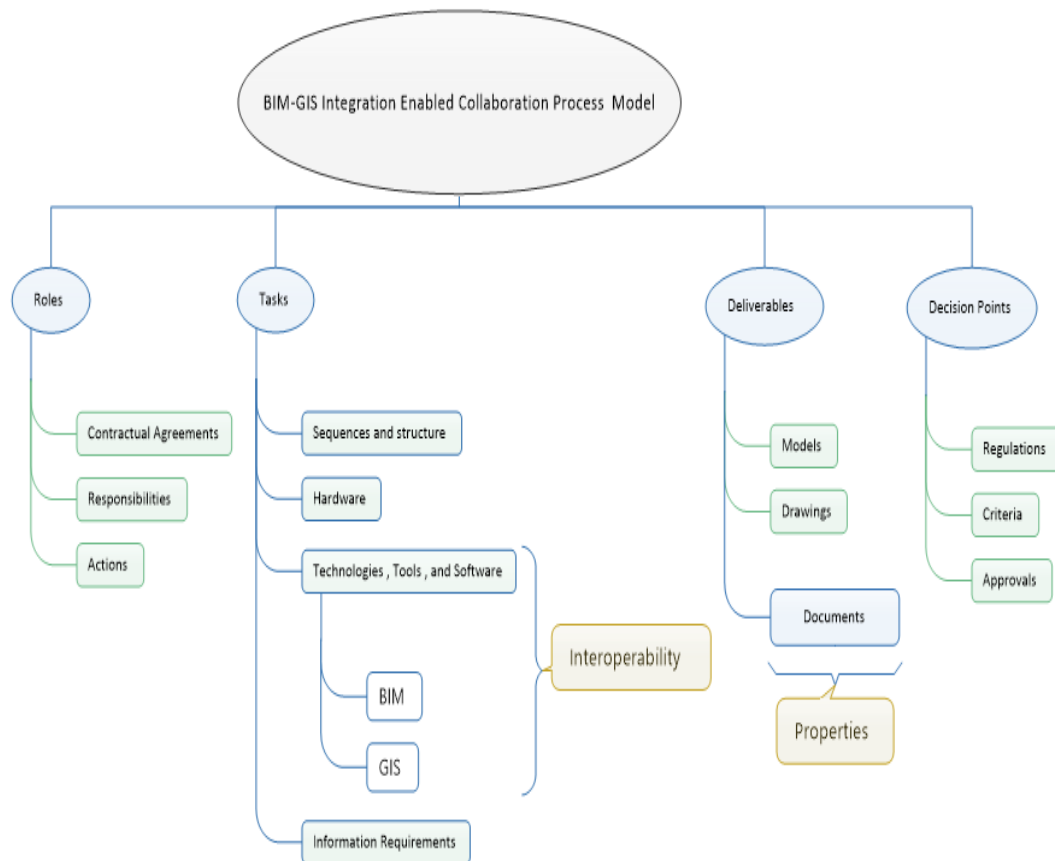 BIM-GIS Integration Enabled Collaboration Process Model
Roles
Tasks
Deliverables
Decision Points
Contractual Agreements
Responsibilities
Actions
Sequences and structure
Hardware
Technologies , Tools , and Software
BIM
GIS
Information Requirements
Interoperability
Models
Drawings
Documents
Properties
Regulations
Criteria
Approvals